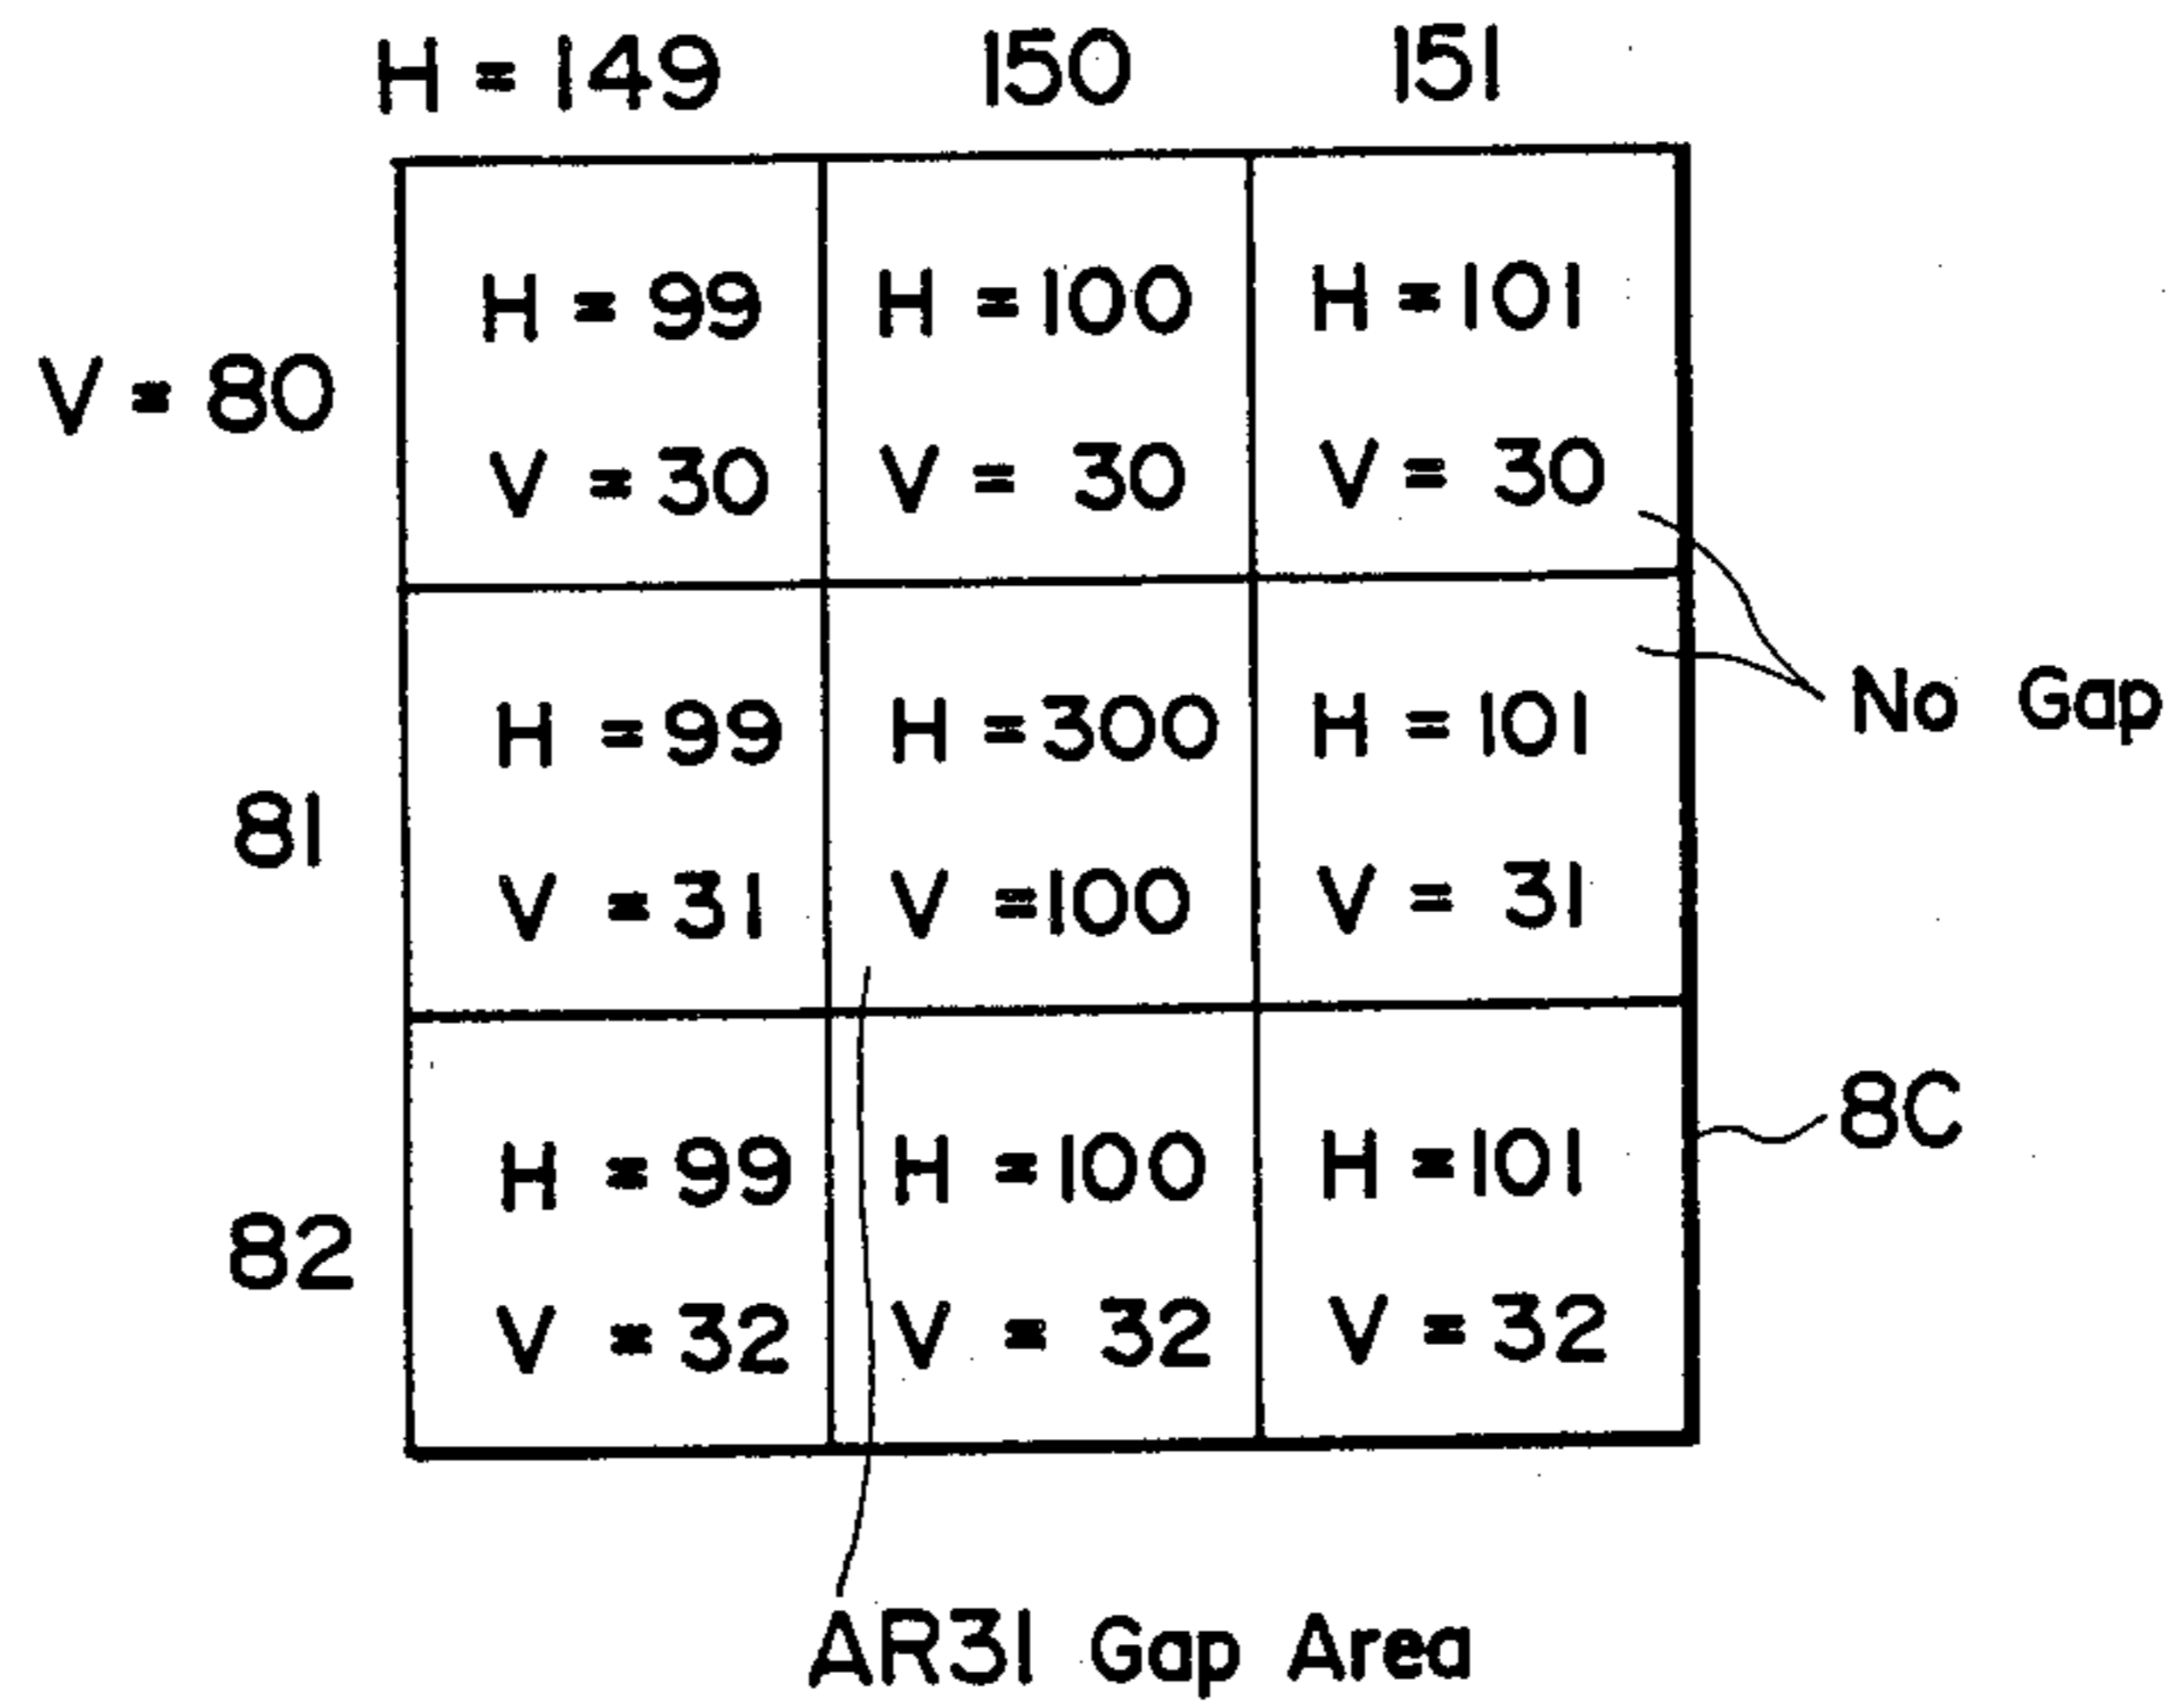 H = 149 150 151
V = 80
H = 99 H = 100 H = 101
V = 30 V = 30 V = 30
No Gap
81
H = 99 H = 300 H = 101
V = 31 V = 100 V = 31
8C
82
H = 99 H = 100 H = 101
V = 32 V = 32 V = 32
AR31 Gap Area